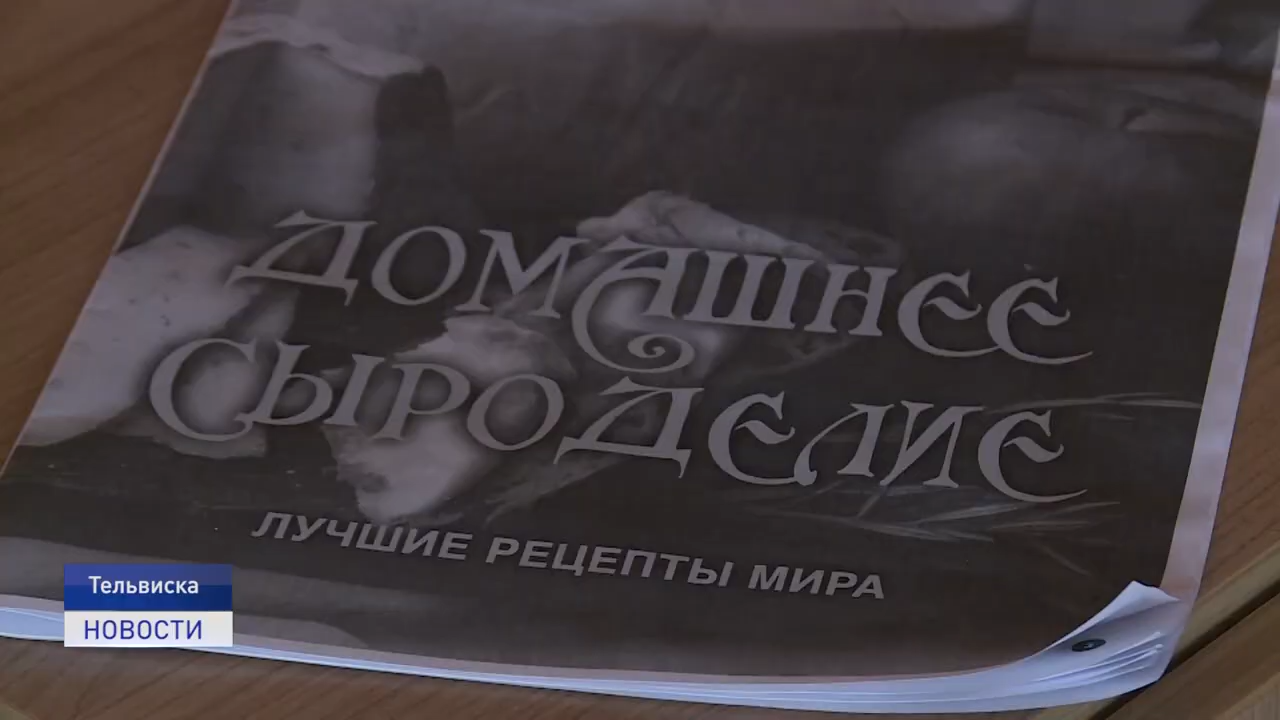 ДОМАШНЕЕ
СЫРОДЕЛИЕ
ЛУЧШИЕ РЕЦЕПТЫ МИРА
Тельвиска
НОВОСТИ